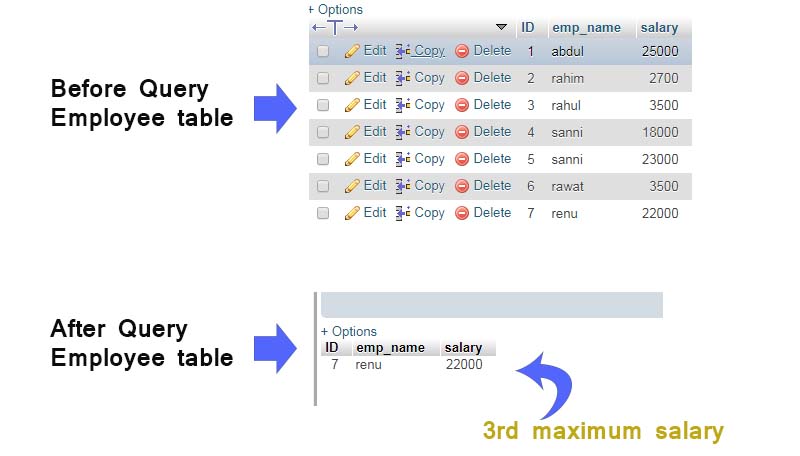 + Options
ID emp_name salary
Edit Copy Delete 1 abdul 25000
Edit Copy Delete 2 rahim 2700
Edit Copy Delete 3 rahul 3500
Edit Copy Delete 4 sanni 18000
Edit Copy Delete 5 sanni 23000
Edit Copy Delete 6 rawat 3500
Edit Copy Delete 7 renu 22000
Before Query
Employee table
After Query
Employee table
+ Options
ID emp_name salary
7 renu 22000
3rd maximum salary